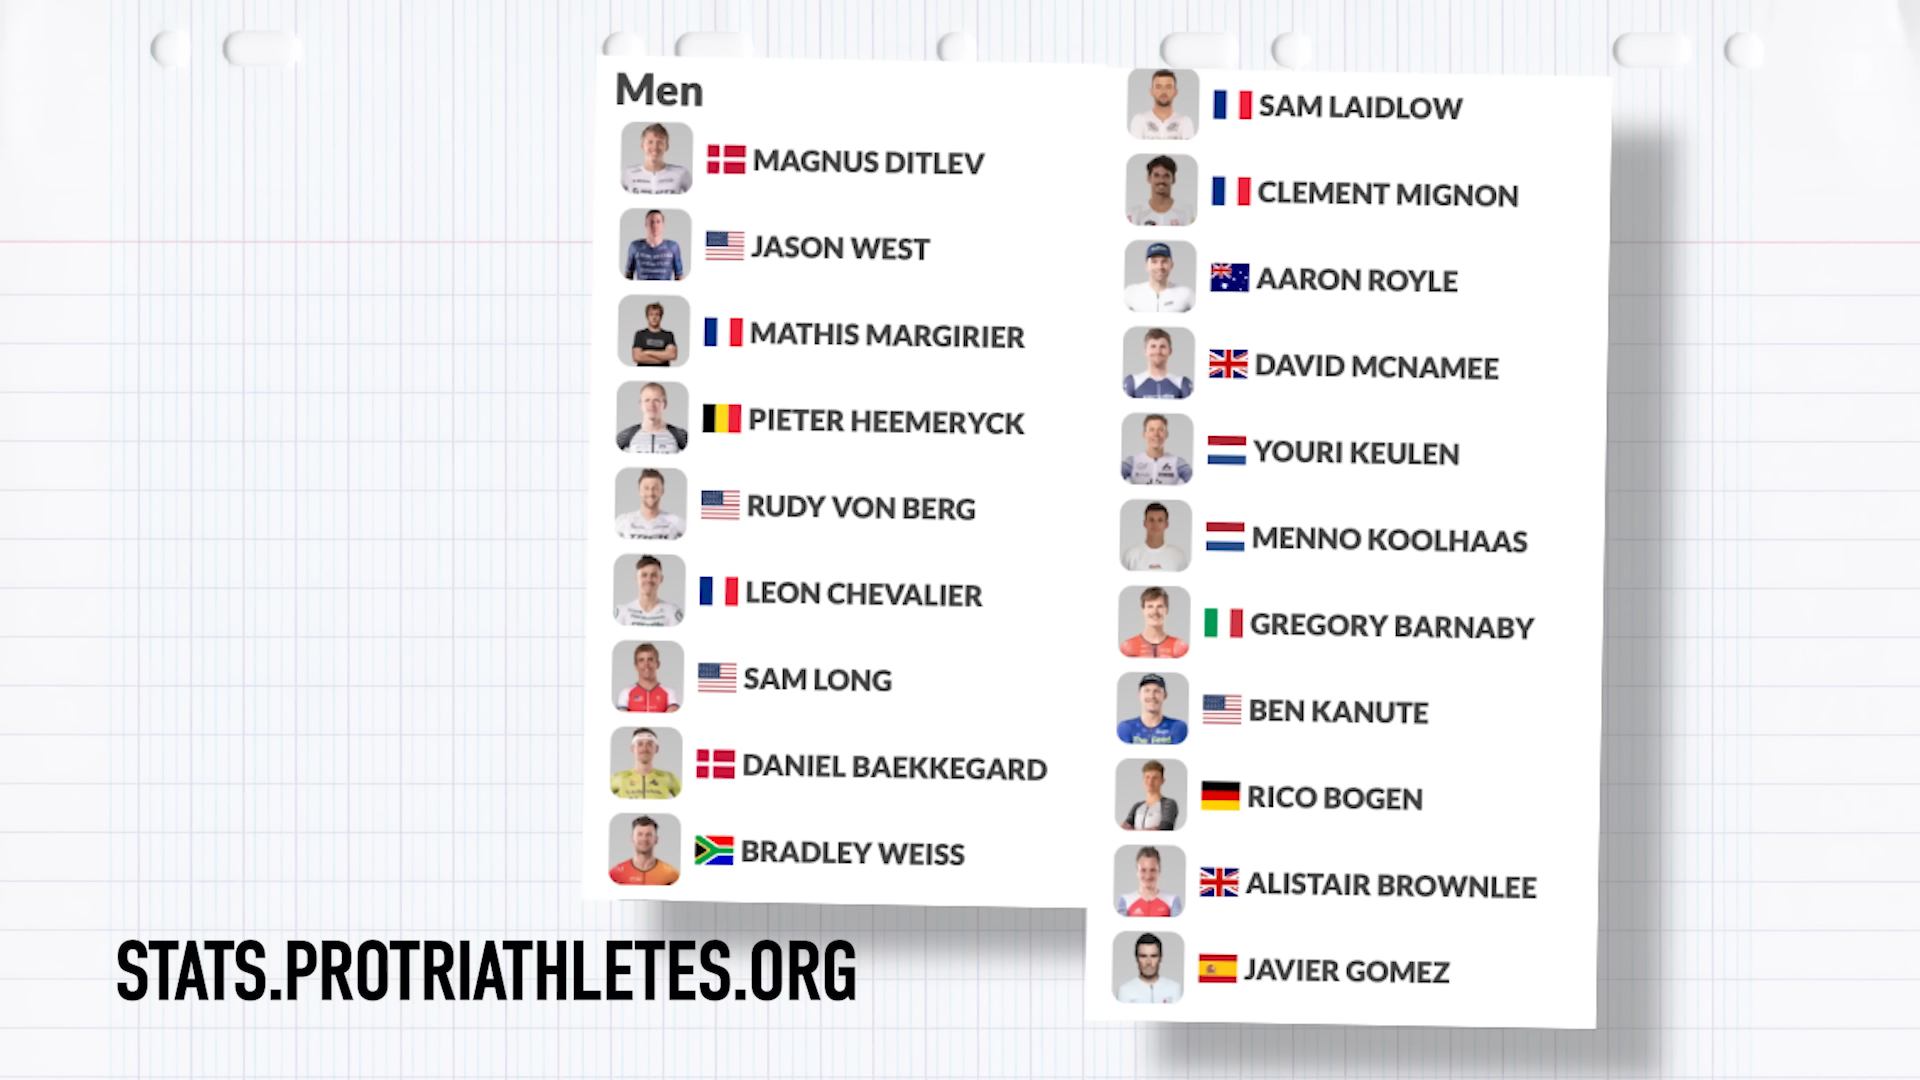 Men
MAGNUS DITLEV
JASON WEST
MATHIS MARGIRIER
PIETER HEEMERYCK
RUDY VON BERG
LEON CHEVALIER
SAM LONG
DANIEL BAEKKEGARD
BRADLEY WEISS
SAM LAIDLOW
CLEMENT MIGNON
AARON ROYLE
DAVID MCNAMEE
YOURI KEULEN
MENNO KOOLHAAS
GREGORY BARNABY
BEN KANUTE
RICO BOGEN
ALISTAIR BROWNLEE
JAVIER GOMEZ
STATS.PROTRIATHLETES.ORG